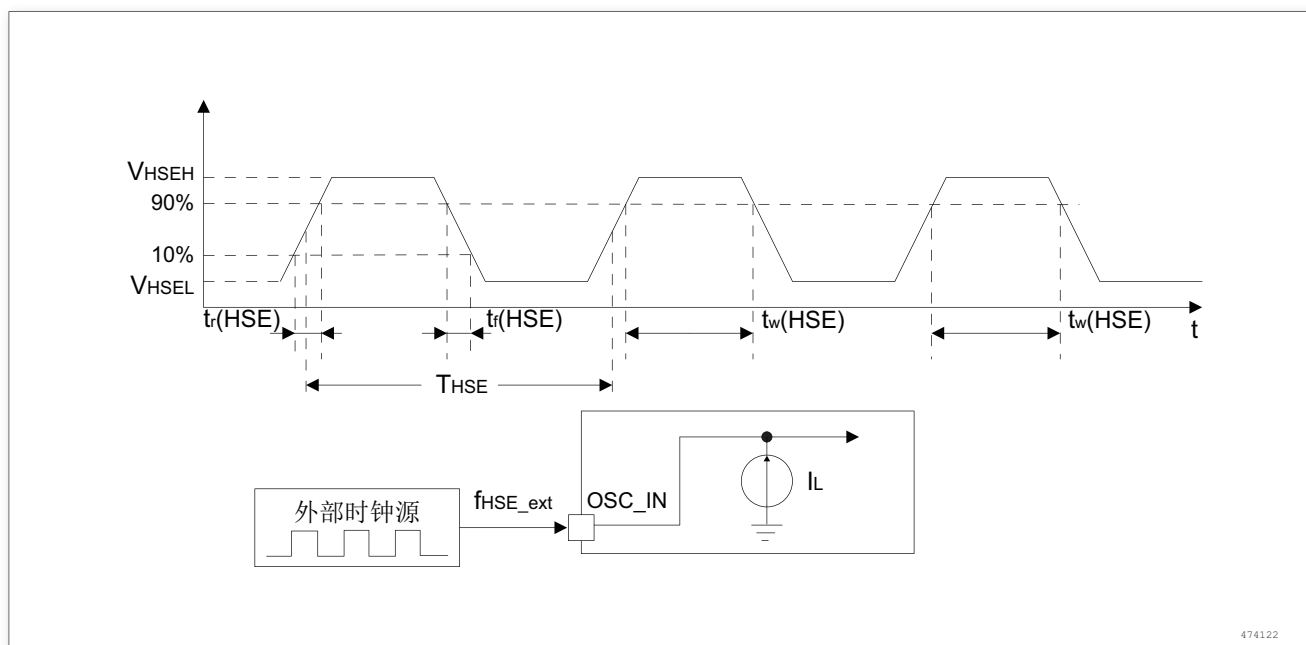 VHSEH
90%
10%
VHSEL
tr(HSE)
tf(HSE)
tw(HSE)
tw(HSE)
t
THSE
外部时钟源
fHSE_ext
OSC_IN
IL
474122